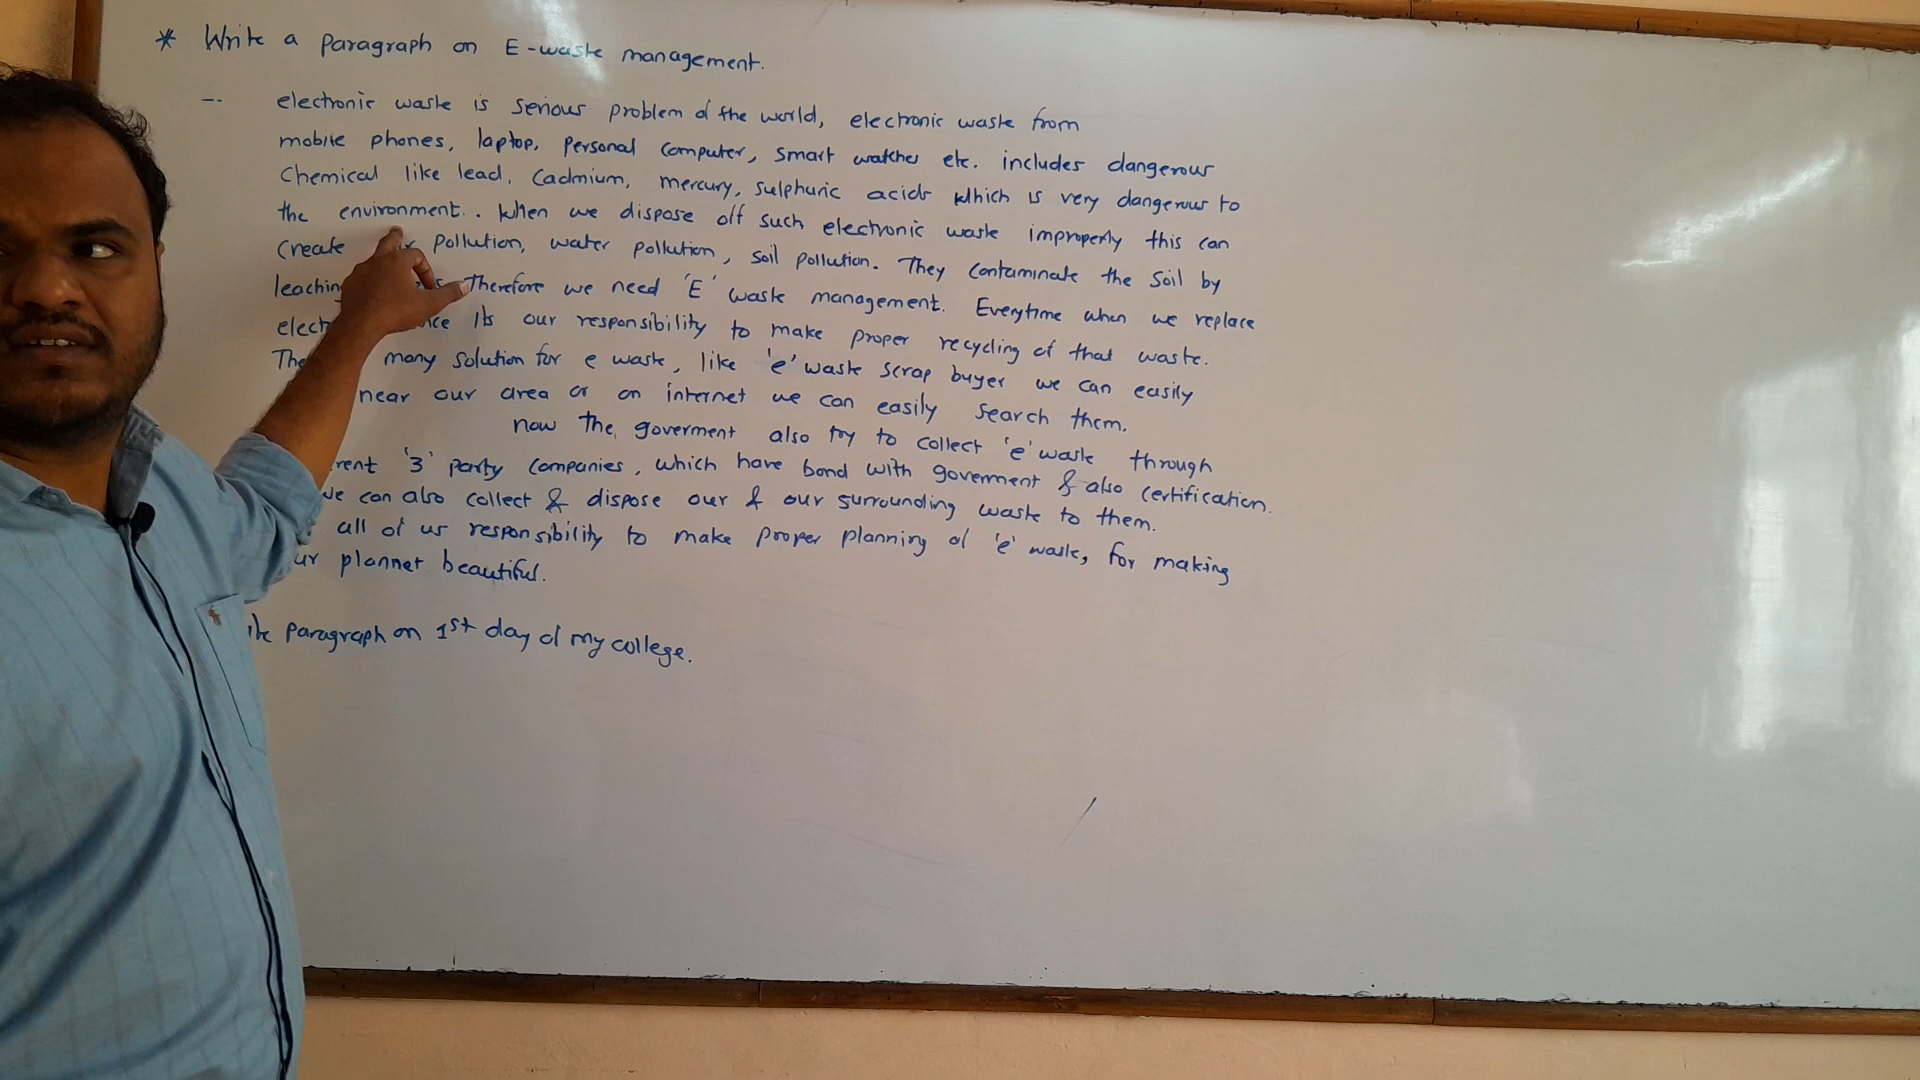 * Write a paragraph on E-waste management.
-- electronic waste is serious problem of the world, electronic waste from
mobile phones, laptop, personal computer, smart watches etc. includes dangerous
chemical like lead, cadmium, mercury, sulphuric acids which is very dangerous to
the environment.. When we dispose off such electronic waste improperly this can
create pollution, water pollution, soil pollution. They contaminate the soil by
leaching Therefore we need 'E' waste management. Everytime when we replace
Its our responsibility to make proper recycling of that waste.
many solution for e waste, like 'e' waste scrap buyer we can easily
near our area or on internet we can easily search them.
now the goverment also try to collect 'e' waste through
'3' party companies, which have bond with goverment & also certification.
We can also collect & dispose our & our surrounding waste to them.
all of us responsibility to make proper planning of 'e' waste, for making
plannet beautiful.
paragraph on 1st day of my college.